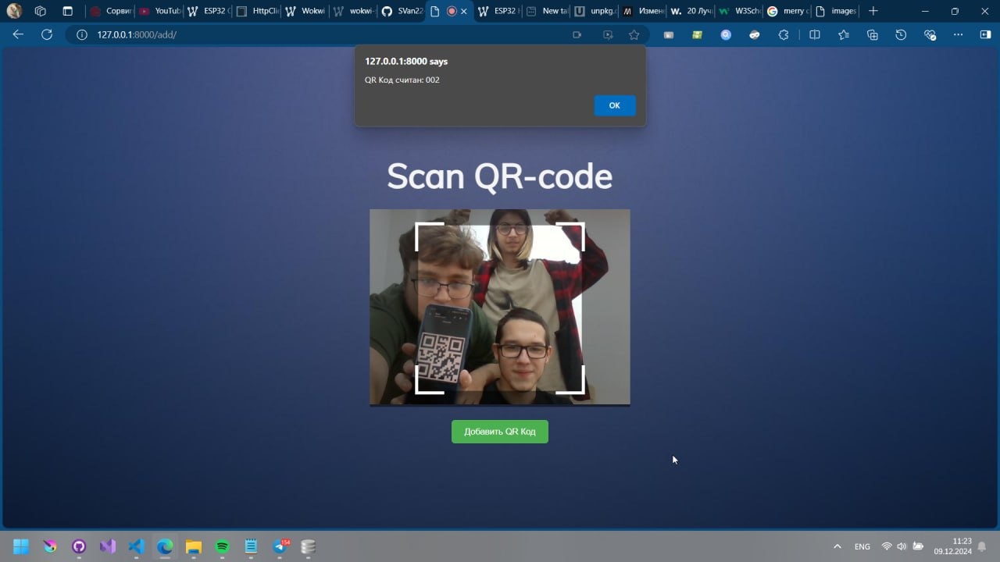 Сорвиг
YouTub
ESP32 C
HttpCli
Wokwi
wokwi-
SVan22
ESP32 H
New tal
unpkg.c
Измене
20 Луч
W3Sch
merry c
images
127.0.0.1:8000/add/
127.0.0.1:8000 says
QR Код считан: 002
OK
Scan QR-code
Добавить QR Код
154
ENG
11:23
09.12.2024